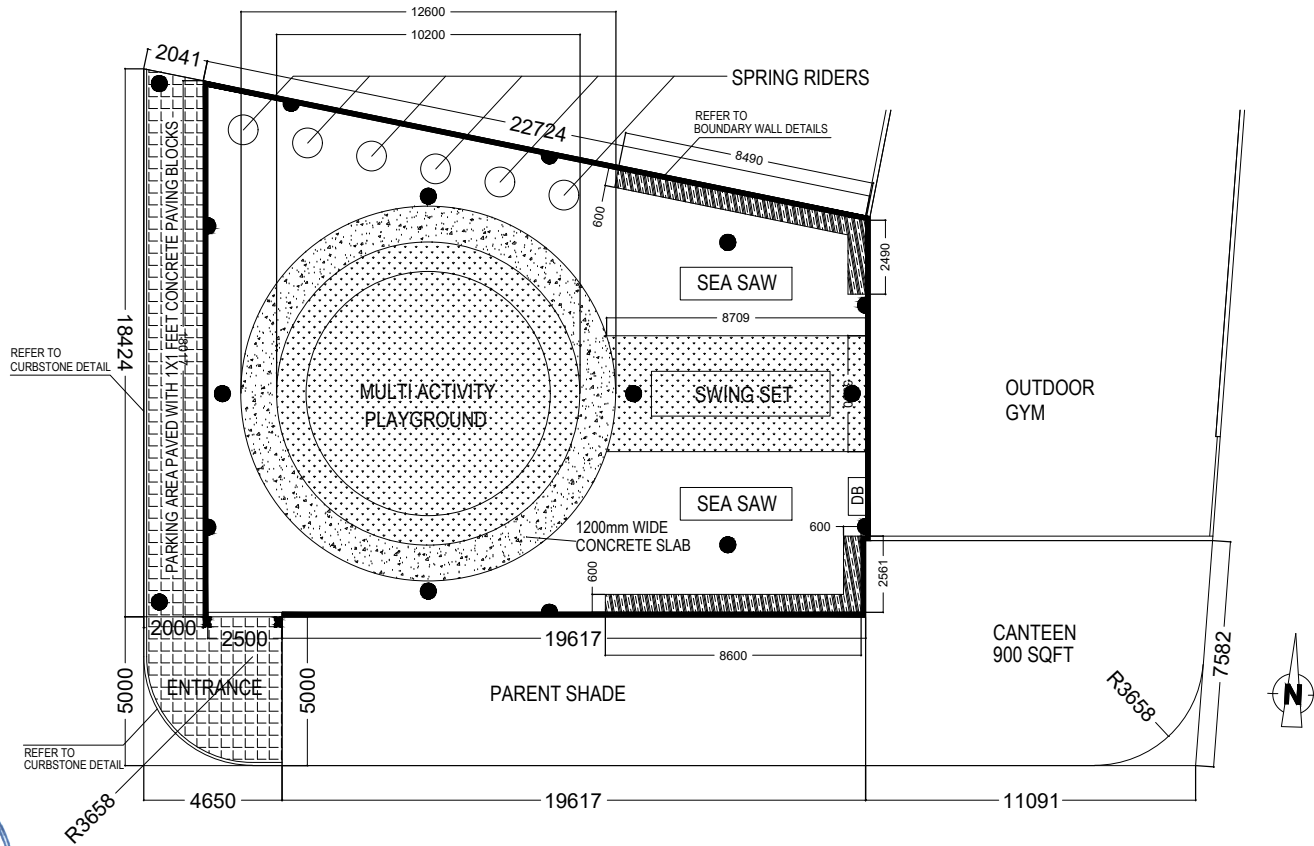 12600
10200
2041
SPRING RIDERS
REFER TO
BOUNDARY WALL DETAILS
22724
8490
600
2490
SEA SAW
8709
PARKING AREA PAVED WITH 1X1 FEET CONCRETE PAVING BLOCKS
18424
REFER TO
CURBSTONE DETAIL
MULTI ACTIVITY
PLAYGROUND
SWING SET
OUTDOOR
GYM
SEA SAW
DB
1200mm WIDE
CONCRETE SLAB
600
600
2561
2000
2500
19617
8600
CANTEEN
900 SQFT
7582
5000
ENTRANCE
5000
PARENT SHADE
R3658
N
REFER TO
CURBSTONE DETAIL
R3658
4650
19617
11091